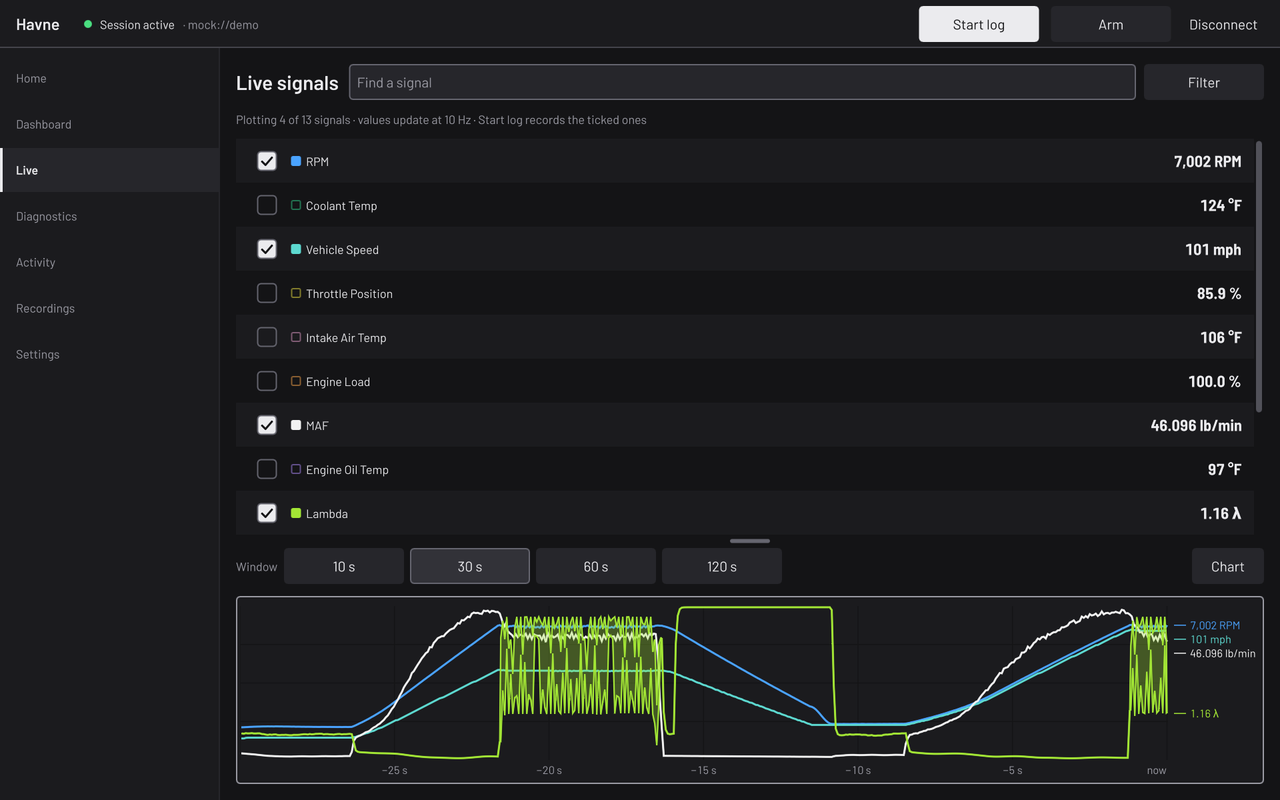 Havne
Session active · mock://demo
Start log
Arm
Disconnect
Home
Dashboard
Live
Diagnostics
Activity
Recordings
Settings
Live signals
Find a signal
Filter
Plotting 4 of 13 signals · values update at 10 Hz · Start log records the ticked ones
RPM 7,002 RPM
Coolant Temp 124 °F
Vehicle Speed 101 mph
Throttle Position 85.9 %
Intake Air Temp 106 °F
Engine Load 100.0 %
MAF 46.096 lb/min
Engine Oil Temp 97 °F
Lambda 1.16 λ
Window 10 s 30 s 60 s 120 s Chart
7,002 RPM
101 mph
46.096 lb/min
1.16 λ
−25 s −20 s −15 s −10 s −5 s now